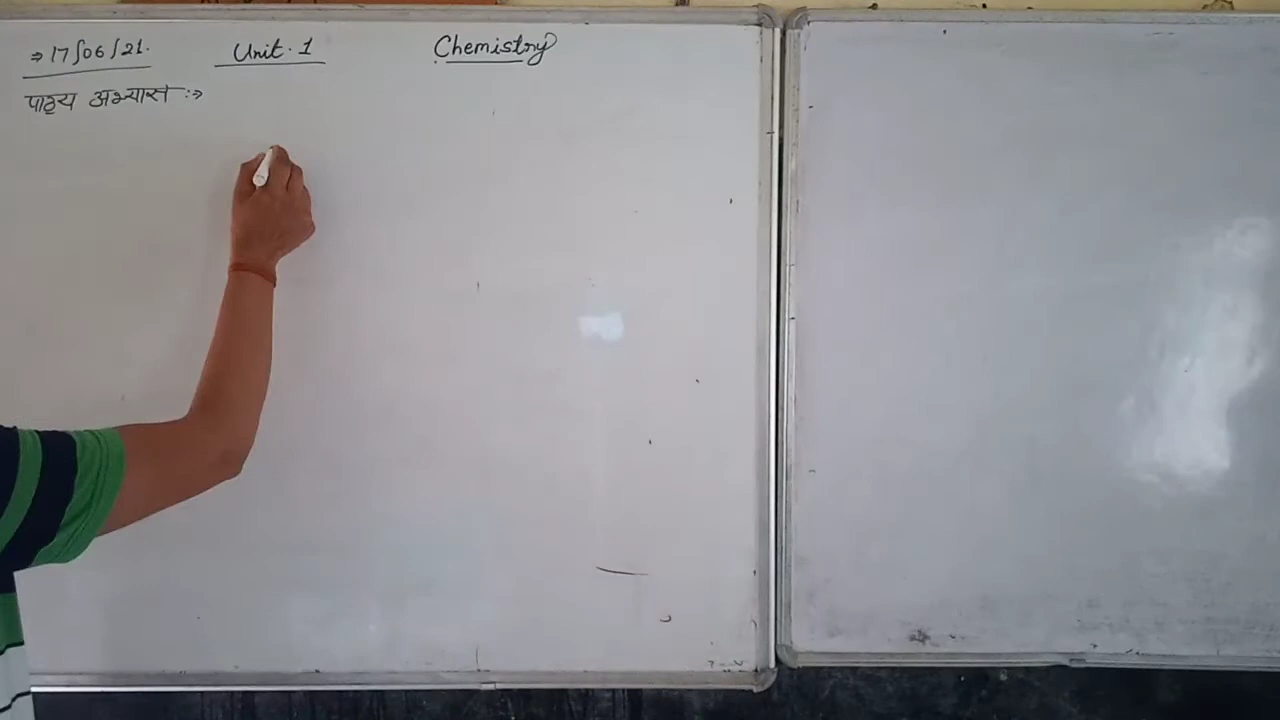 ⇒ 17/06/21. Unit. 1 Chemistry
पाठ्य अभ्यास :→